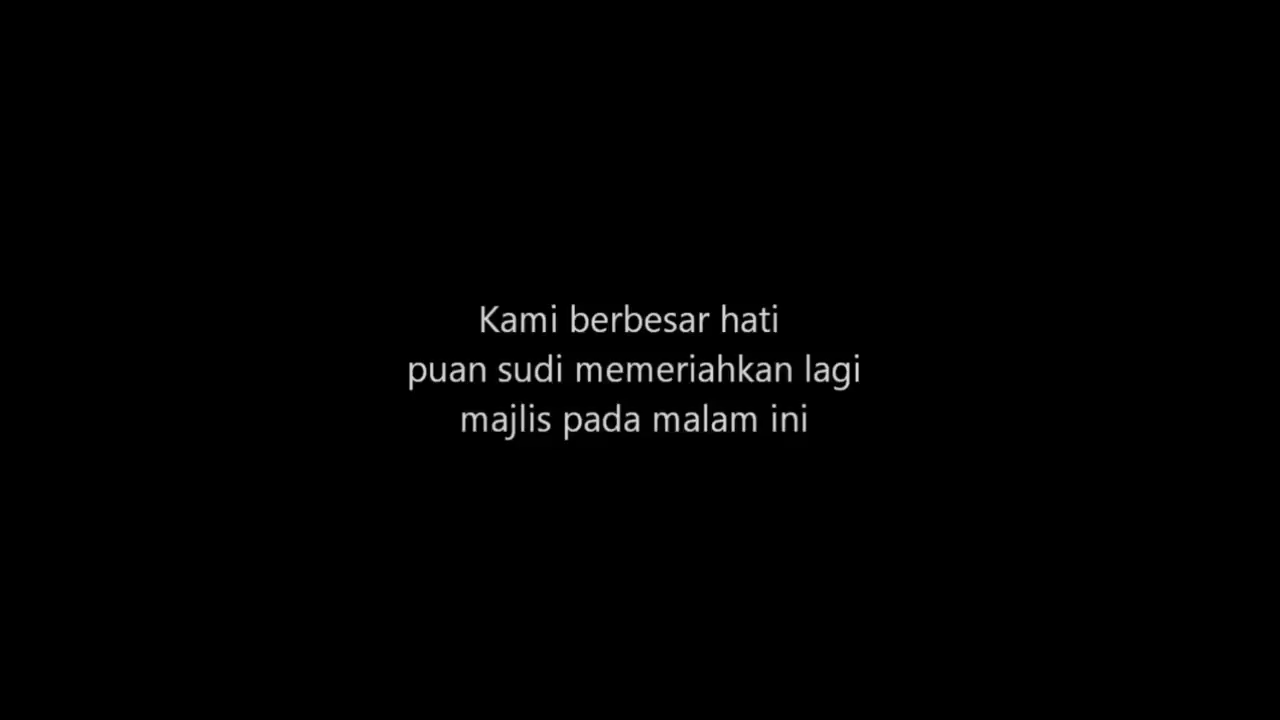 Kami berbesar hati
puan sudi memeriahkan lagi
majlis pada malam ini